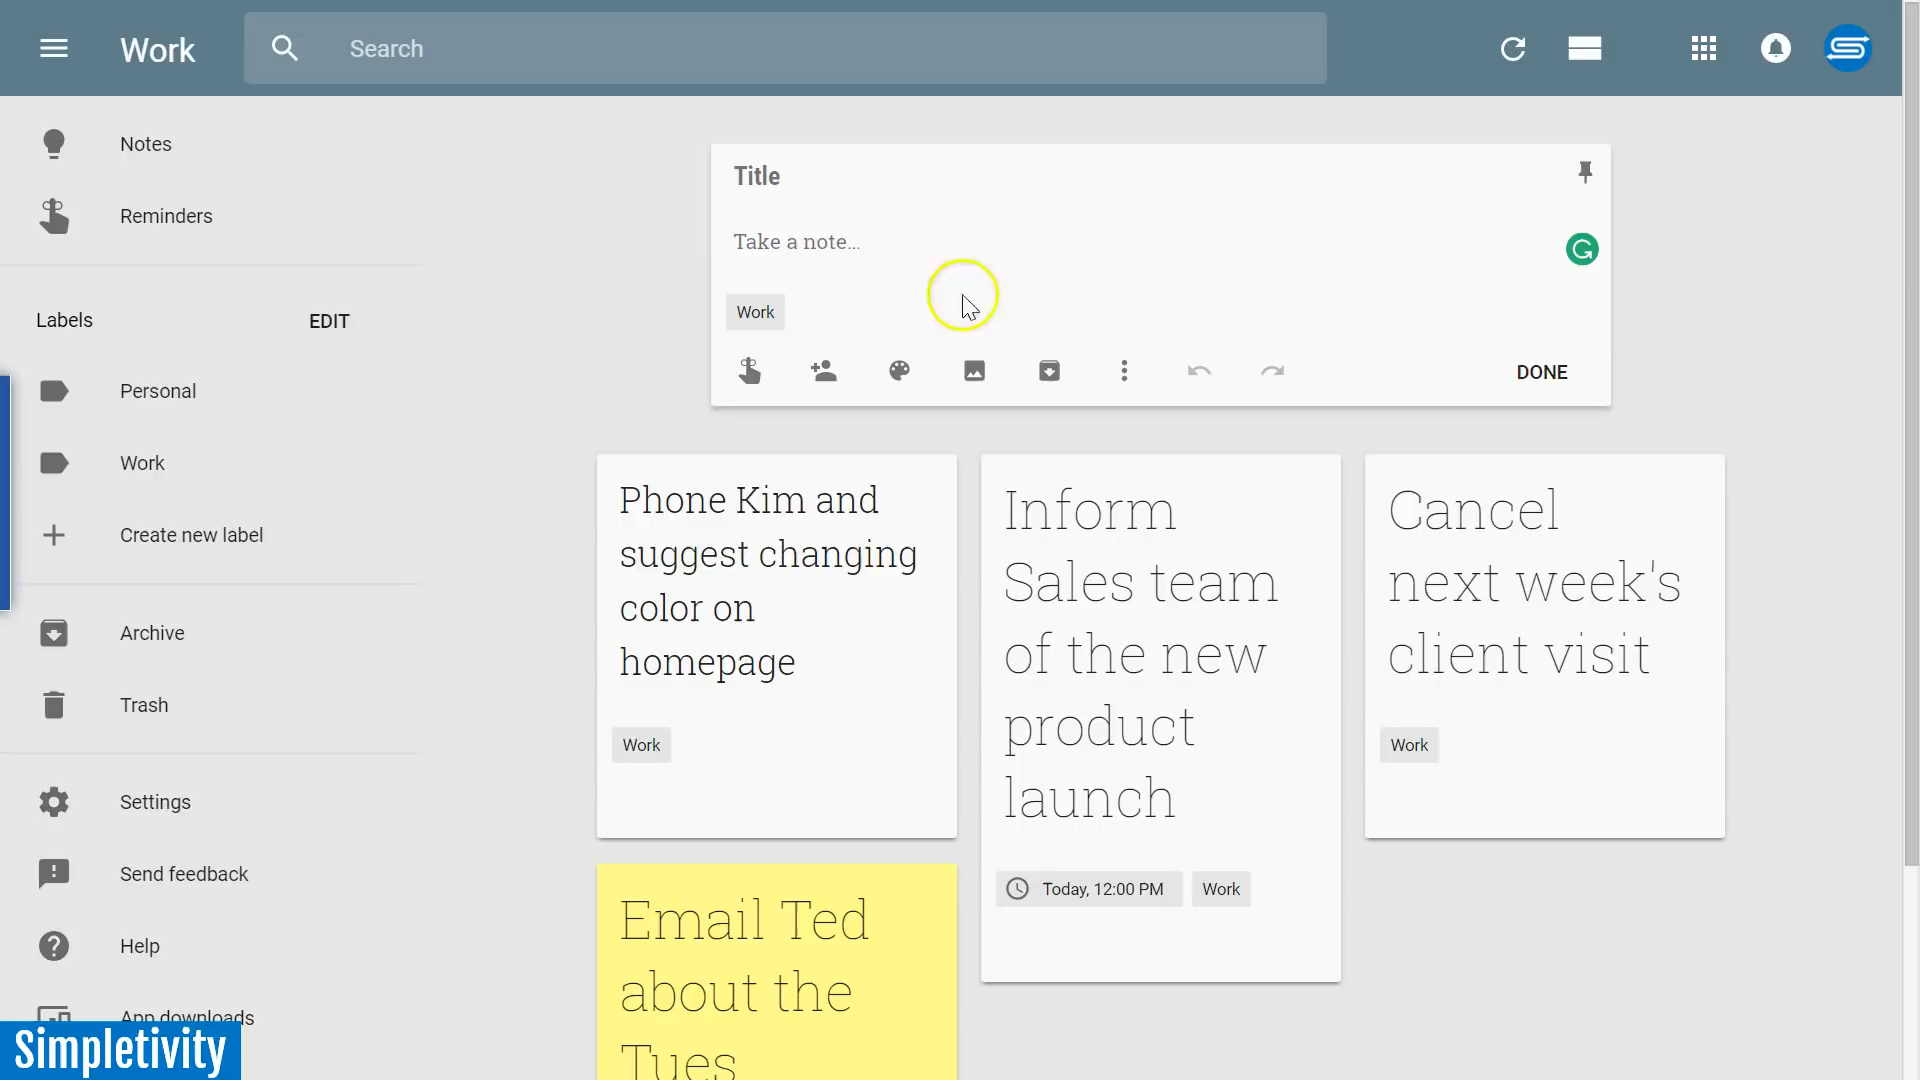 Work
Search
Notes
Reminders
Labels
EDIT
Personal
Work
Create new label
Archive
Trash
Settings
Send feedback
Help
App downloads
Simpletivity
Title
Take a note...
Work
DONE
Phone Kim and
suggest changing
color on
homepage
Work
Inform
Sales team
of the new
product
launch
Today, 12:00 PM
Work
Cancel
next week's
client visit
Work
Email Ted
about the
Tues